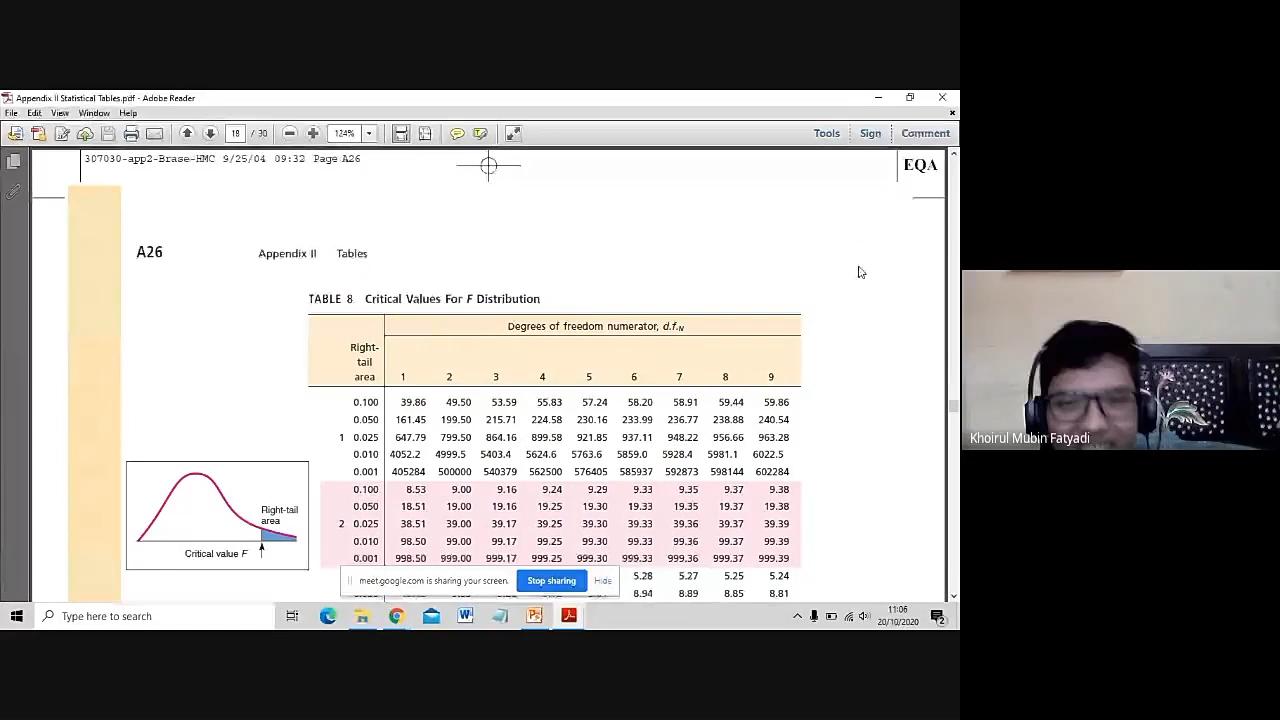 Appendix II Statistical Tables.pdf - Adobe Reader
File Edit View Window Help
18 / 30 124% Tools Sign Comment
307030-app2-Brase-HMC 9/25/04 09:32 Page A26
EQA
A26 Appendix II Tables
TABLE 8 Critical Values For F Distribution
Degrees of freedom numerator, d.f.N
Right-
tail
area 1 2 3 4 5 6 7 8 9
0.100 39.86 49.50 53.59 55.83 57.24 58.20 58.91 59.44 59.86
0.050 161.45 199.50 215.71 224.58 230.16 233.99 236.77 238.88 240.54
1 0.025 647.79 799.50 864.16 899.58 921.85 937.11 948.22 956.66 963.28
0.010 4052.2 4999.5 5403.4 5624.6 5763.6 5859.0 5928.4 5981.1 6022.5
0.001 405284 500000 540379 562500 576405 585937 592873 598144 602284
0.100 8.53 9.00 9.16 9.24 9.29 9.33 9.35 9.37 9.38
0.050 18.51 19.00 19.16 19.25 19.30 19.33 19.35 19.37 19.38
2 0.025 38.51 39.00 39.17 39.25 39.30 39.33 39.36 39.37 39.39
0.010 98.50 99.00 99.17 99.25 99.30 99.33 99.36 99.37 99.39
0.001 998.50 999.00 999.17 999.25 999.30 999.33 999.36 999.37 999.39
5.28 5.27 5.25 5.24
8.94 8.89 8.85 8.81
Right-tail
area
Critical value F
meet.google.com is sharing your screen. Stop sharing Hide
Type here to search
11:06
20/10/2020
2
Khoirul Mubin Fatyadi